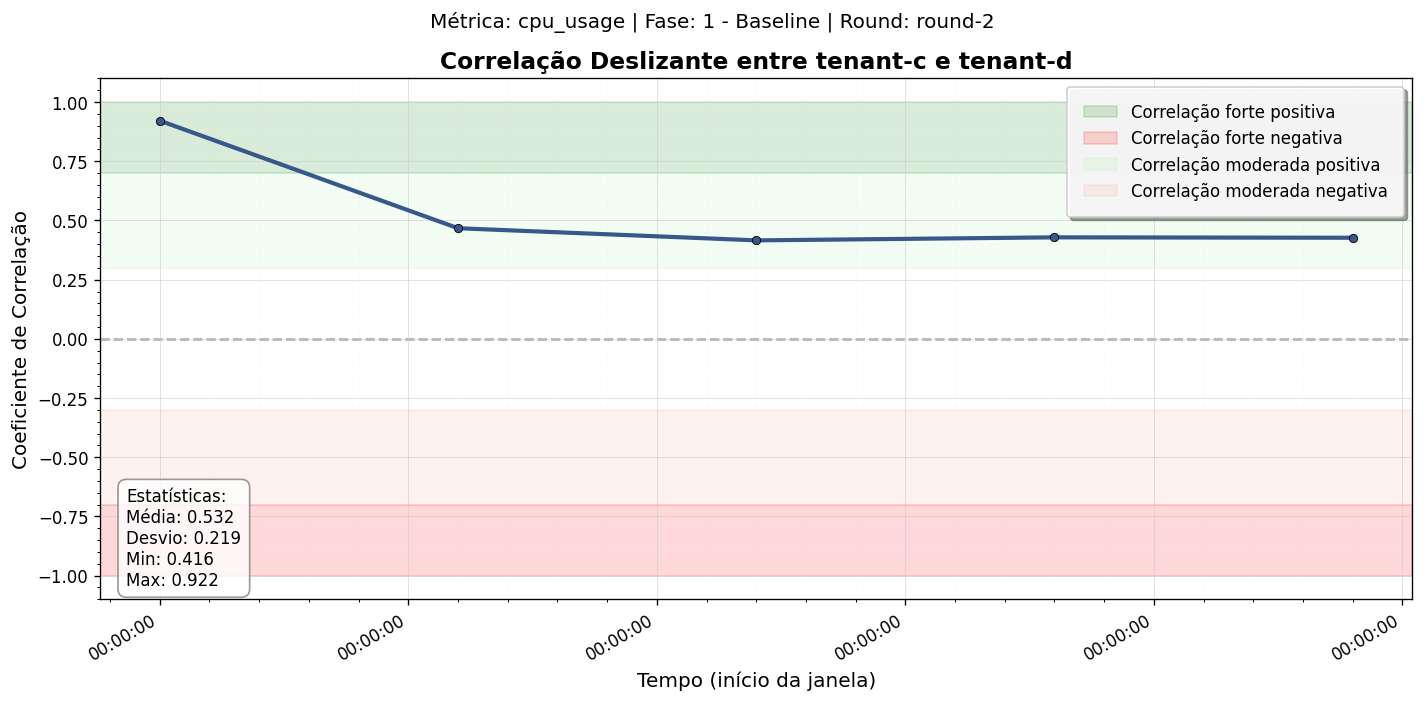 Métrica: cpu_usage | Fase: 1 - Baseline | Round: round-2
Correlação Deslizante entre tenant-c e tenant-d
Coeficiente de Correlação
1.00
0.75
0.50
0.25
0.00
−0.25
−0.50
−0.75
−1.00
Correlação forte positiva
Correlação forte negativa
Correlação moderada positiva
Correlação moderada negativa
Estatísticas:
Média: 0.532
Desvio: 0.219
Min: 0.416
Max: 0.922
00:00:00
00:00:00
00:00:00
00:00:00
00:00:00
00:00:00
Tempo (início da janela)